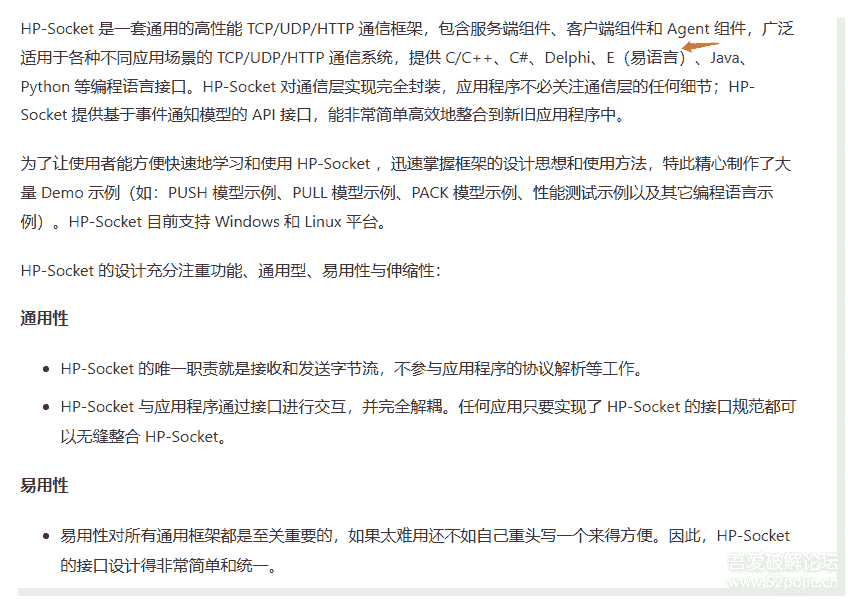 HP-Socket 是一套通用的高性能 TCP/UDP/HTTP 通信框架，包含服务端组件、客户端组件和 Agent 组件，广泛
适用于各种不同应用场景的 TCP/UDP/HTTP 通信系统，提供 C/C++、C#、Delphi、E（易语言）、Java、
Python 等编程语言接口。HP-Socket 对通信层实现完全封装，应用程序不必关注通信层的任何细节；HP-
Socket 提供基于事件通知模型的 API 接口，能非常简单高效地整合到新旧应用程序中。
为了让使用者能方便快速地学习和使用 HP-Socket ，迅速掌握框架的设计思想和使用方法，特此精心制作了大
量 Demo 示例（如：PUSH 模型示例、PULL 模型示例、PACK 模型示例、性能测试示例以及其它编程语言示
例）。HP-Socket 目前支持 Windows 和 Linux 平台。
HP-Socket 的设计充分注重功能、通用型、易用性与伸缩性：
通用性
• HP-Socket 的唯一职责就是接收和发送字节流，不参与应用程序的协议解析等工作。
• HP-Socket 与应用程序通过接口进行交互，并完全解耦。任何应用只要实现了 HP-Socket 的接口规范都可
以无缝整合 HP-Socket。
易用性
• 易用性对所有通用框架都是至关重要的，如果太难用还不如自己重头写一个来得方便。因此，HP-Socket
的接口设计得非常简单和统一。
吾爱破解论坛
www.52pojie.cn